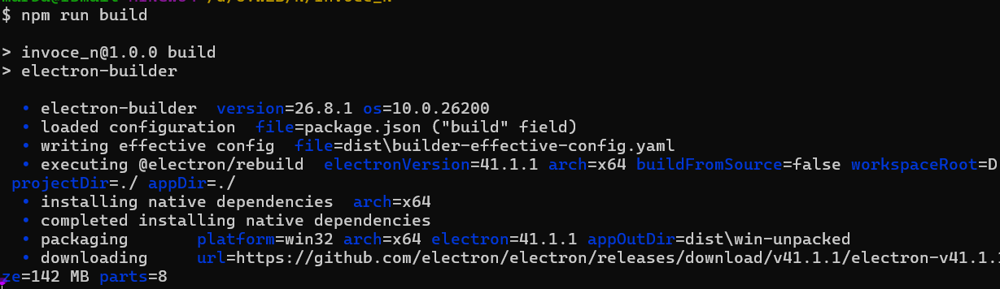 $ npm run build
> invoce_n@1.0.0 build
> electron-builder
• electron-builder version=26.8.1 os=10.0.26200
• loaded configuration file=package.json ("build" field)
• writing effective config file=dist\builder-effective-config.yaml
• executing @electron/rebuild electronVersion=41.1.1 arch=x64 buildFromSource=false workspaceRoot=D
projectDir=./ appDir=./
• installing native dependencies arch=x64
• completed installing native dependencies
• packaging platform=win32 arch=x64 electron=41.1.1 appOutDir=dist\win-unpacked
• downloading url=https://github.com/electron/electron/releases/download/v41.1.1/electron-v41.1.1
ze=142 MB parts=8